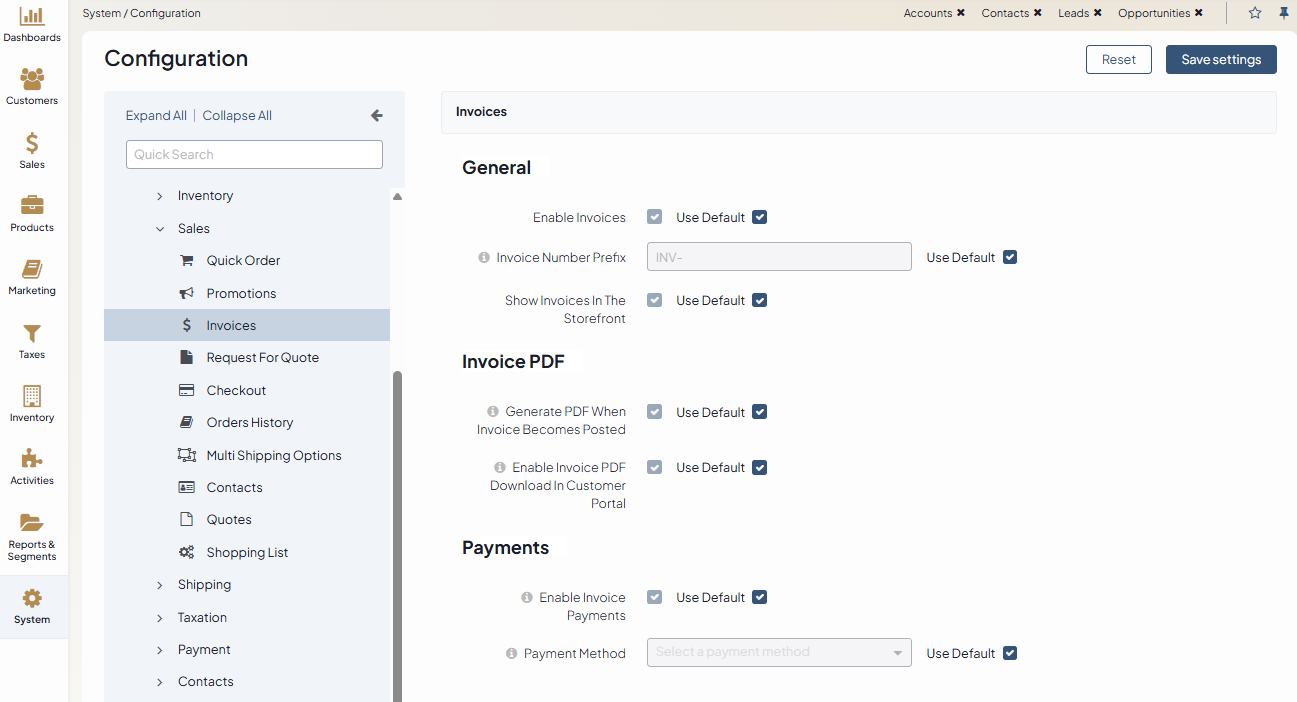 Dashboards
Customers
Sales
Products
Marketing
Taxes
Inventory
Activities
Reports &
Segments
System
System / Configuration
Accounts ✖ Contacts ✖ Leads ✖ Opportunities ✖
Configuration
Reset
Save settings
Expand All | Collapse All
Quick Search
Inventory
Sales
Quick Order
Promotions
Invoices
Request For Quote
Checkout
Orders History
Multi Shipping Options
Contacts
Quotes
Shopping List
Shipping
Taxation
Payment
Contacts
Invoices
General
Enable Invoices Use Default
Invoice Number Prefix INV- Use Default
Show Invoices In The
Storefront
Use Default
Invoice PDF
Generate PDF When
Invoice Becomes Posted
Use Default
Enable Invoice PDF
Download In Customer
Portal
Use Default
Payments
Enable Invoice
Payments
Use Default
Payment Method Select a payment method Use Default